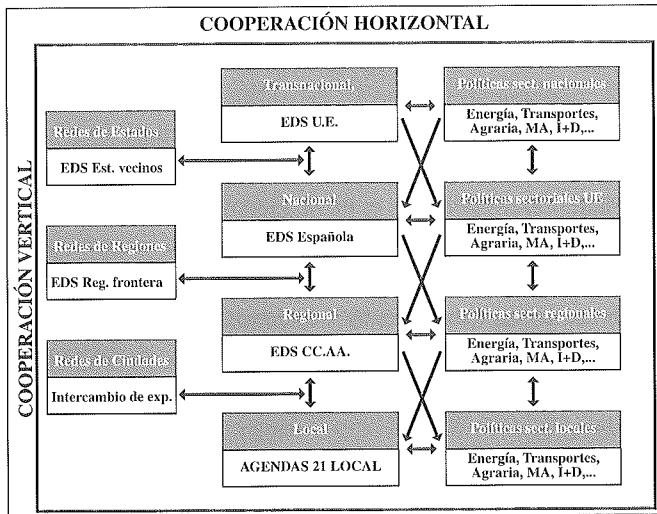 COOPERACIÓN HORIZONTAL
COOPERACIÓN VERTICAL
Redes de Estados
EDS Est. vecinos
Redes de Regiones
EDS Reg. frontera
Redes de Ciudades
Intercambio de exp.
Transnacional
EDS U.E.
Nacional
EDS Española
Regional
EDS CC.AA.
Local
AGENDAS 21 LOCAL
Políticas sect. nacionales
Energía, Transportes,
Agraria, MA, I+D,...
Políticas sectoriales UE
Energía, Transportes,
Agraria, MA, I+D,...
Políticas sect. regionales
Energía, Transportes,
Agraria, MA, I+D,...
Políticas sect. locales
Energía, Transportes,
Agraria, MA, I+D,...